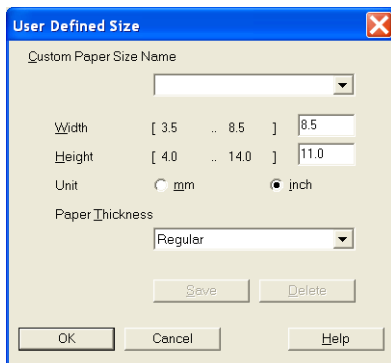 User Defined Size
Custom Paper Size Name
Width [ 3.5 .. 8.5 ] 8.5
Height [ 4.0 .. 14.0 ] 11.0
Unit mm inch
Paper Thickness
Regular
Save Delete
OK Cancel Help